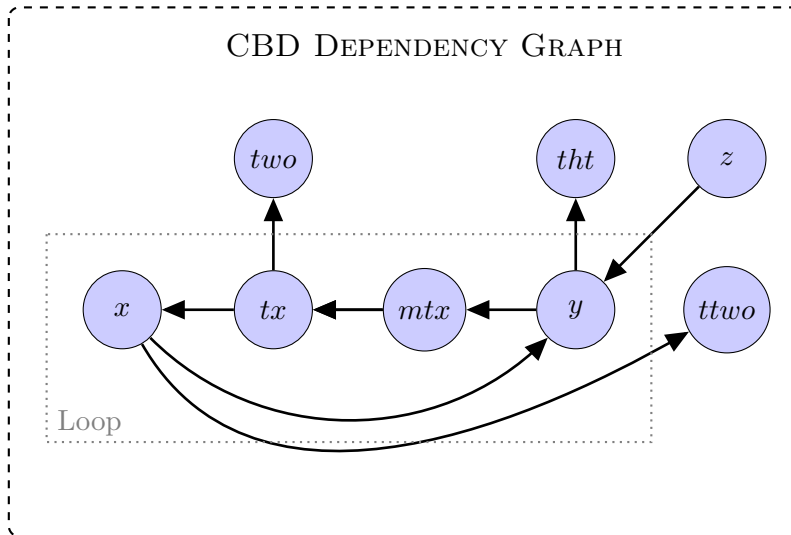 CBD Dependency Graph
two
tht
z
x
tx
mtx
y
ttwo
Loop